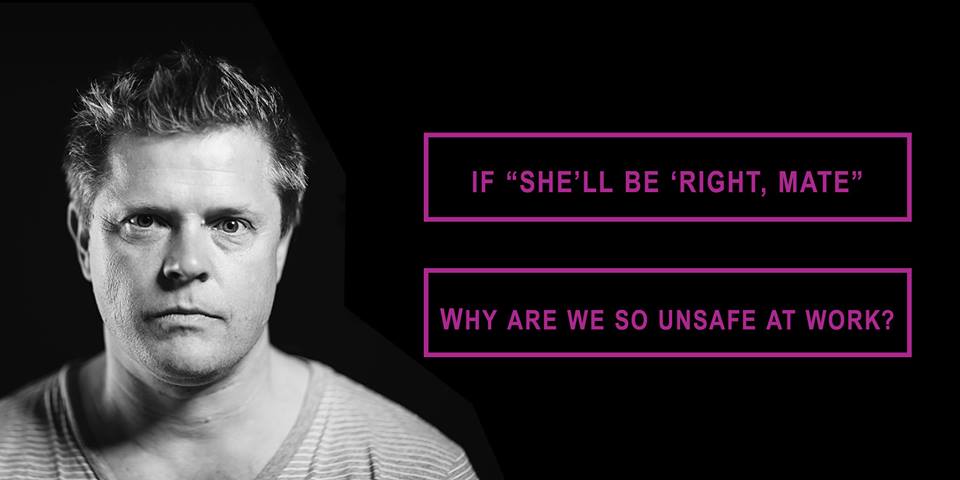 IF “SHE’LL BE ‘RIGHT, MATE”
WHY ARE WE SO UNSAFE AT WORK?